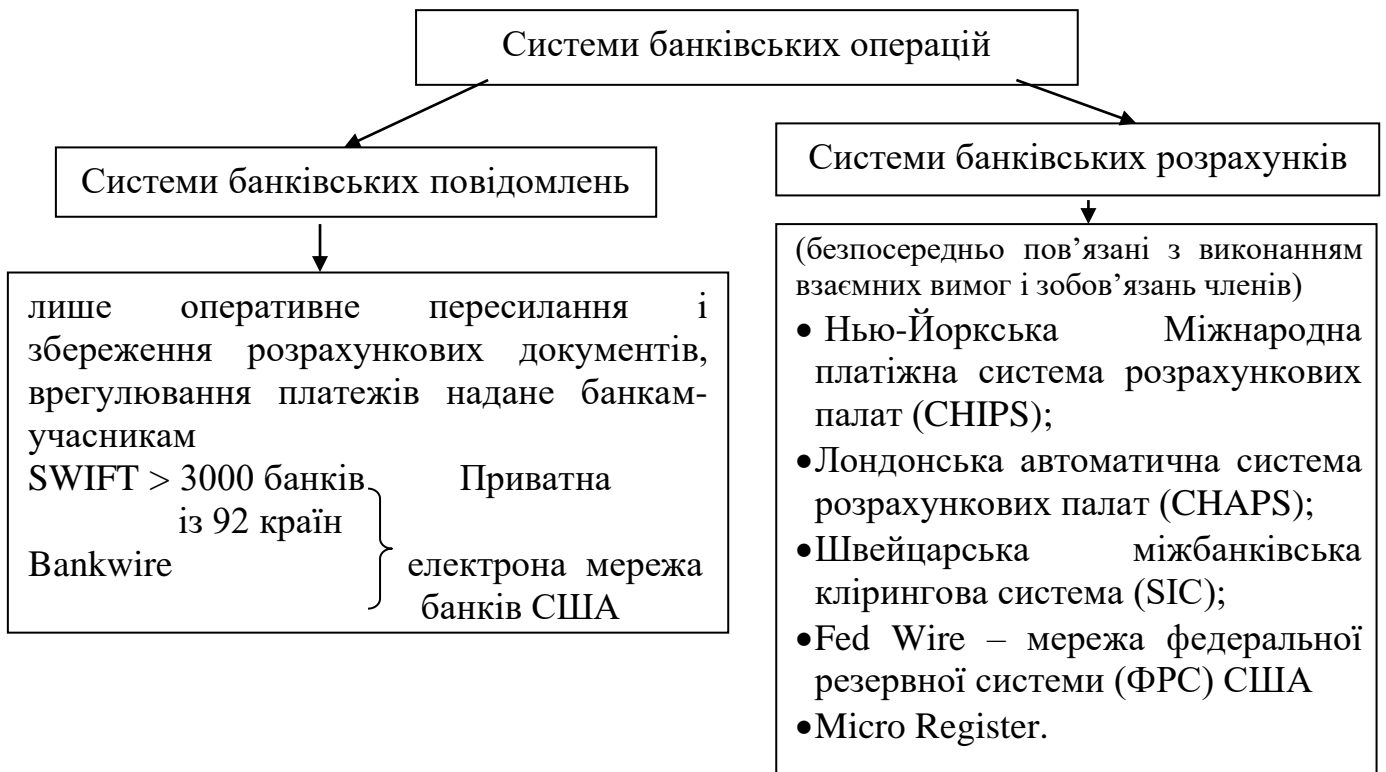 Системи банківських операцій
Системи банківських повідомлень
лише оперативне пересилання і
збереження розрахункових документів,
врегулювання платежів надане банкам-
учасникам
SWIFT > 3000 банків Приватна
із 92 країн
Bankwire електрона мережа
банків США
Системи банківських розрахунків
(безпосередньо пов’язані з виконанням
взаємних вимог і зобов’язань членів)
• Нью-Йоркська Міжнародна
платіжна система розрахункових
палат (CHIPS);
•Лондонська автоматична система
розрахункових палат (CHAPS);
•Швейцарська міжбанківська
клірингова система (SIC);
•Fed Wire – мережа федеральної
резервної системи (ФРС) США
•Micro Register.